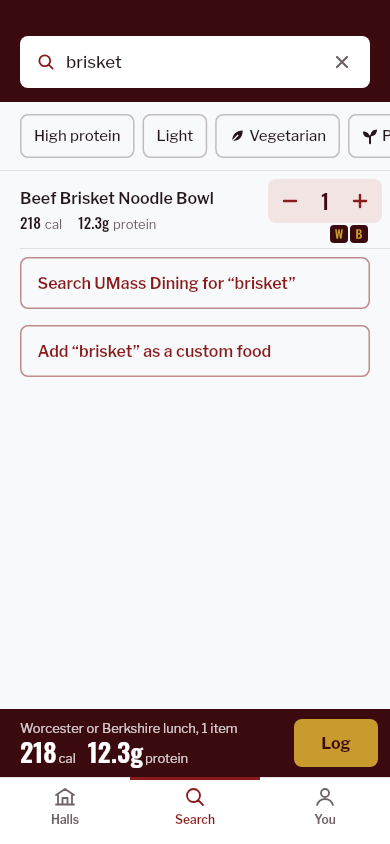 brisket
High protein
Light
Vegetarian
P
Beef Brisket Noodle Bowl
1
218 cal 12.3g protein
W B
Search UMass Dining for “brisket”
Add “brisket” as a custom food
Worcester or Berkshire lunch, 1 item
218 cal 12.3g protein
Log
Halls
Search
You